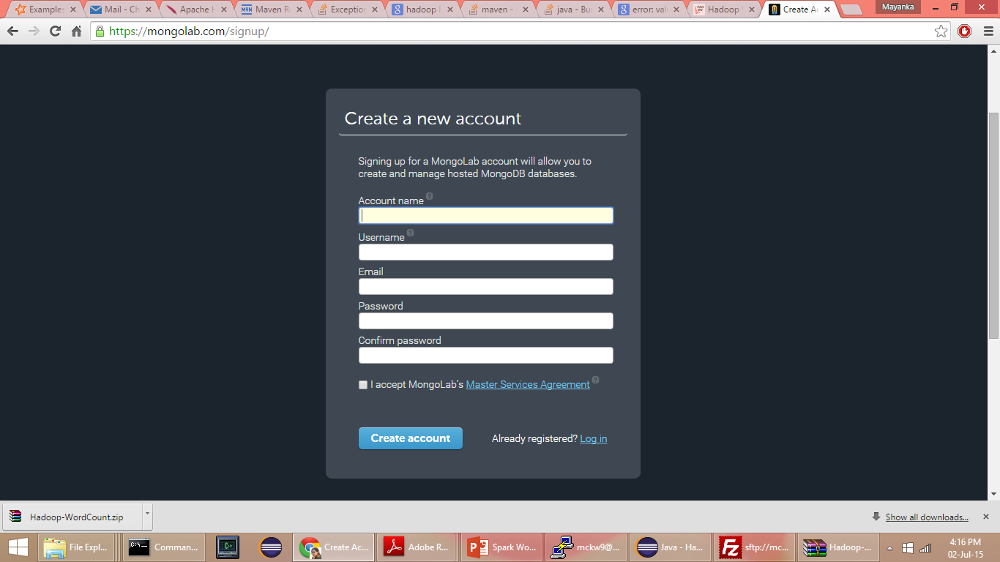 Examples
Mail - Ch
Apache H
Maven R
Exception
hadoop
maven -
java - Bu
error: val
Hadoop
Create Ac
Mayanka
https://mongolab.com/signup/
Create a new account
Signing up for a MongoLab account will allow you to
create and manage hosted MongoDB databases.
Account name ?
Username ?
Email
Password
Confirm password
I accept MongoLab's Master Services Agreement ?
Create account
Already registered? Log in
Hadoop-WordCount.zip
Show all downloads...
File Expl...
Comman...
Create Ac...
Adobe R...
Spark Wo...
mckw9@...
Java - Ha...
sftp://mc...
Hadoop-...
4:16 PM
02-Jul-15